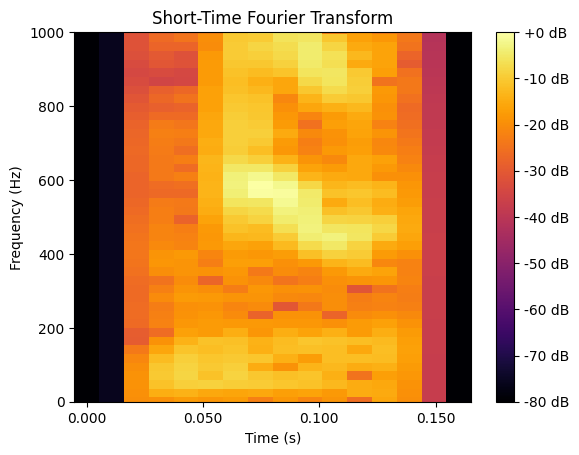 Short-Time Fourier Transform
1000
800
600
400
200
0
Frequency (Hz)
0.000
0.050
0.100
0.150
Time (s)
+0 dB
-10 dB
-20 dB
-30 dB
-40 dB
-50 dB
-60 dB
-70 dB
-80 dB